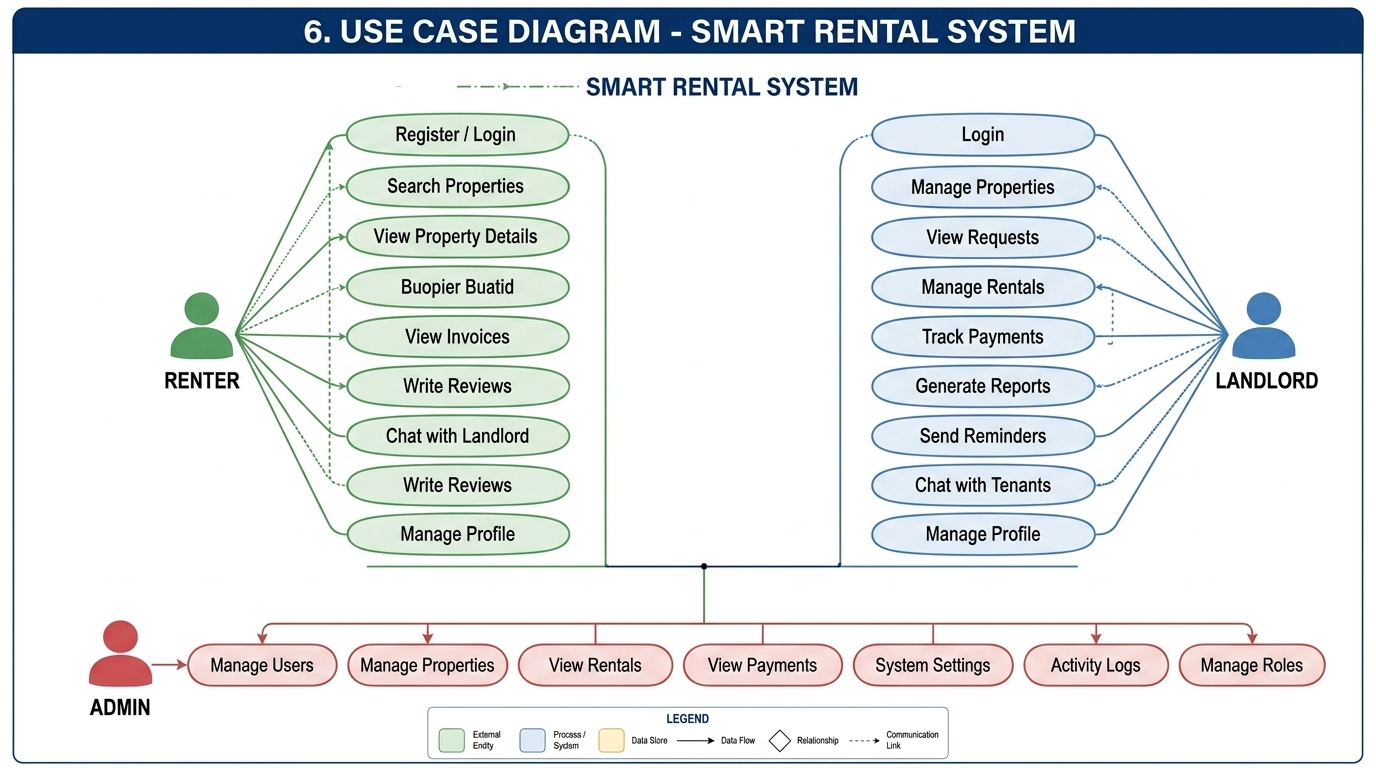 6. USE CASE DIAGRAM - SMART RENTAL SYSTEM
SMART RENTAL SYSTEM
Register / Login
Search Properties
View Property Details
Buopier Buatid
View Invoices
Write Reviews
Chat with Landlord
Write Reviews
Manage Profile
RENTER
Login
Manage Properties
View Requests
Manage Rentals
Track Payments
Generate Reports
Send Reminders
Chat with Tenants
Manage Profile
LANDLORD
ADMIN
Manage Users
Manage Properties
View Rentals
View Payments
System Settings
Activity Logs
Manage Roles
LEGEND
External
Endity
Procass /
Sydsm
Data Slore
Data Flow
Relationship
Communication
Link